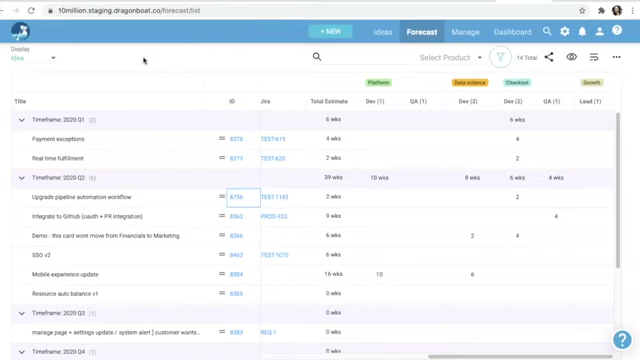 10million.staging.dragonboat.co/forecast/list
+ NEW Ideas Forecast Manage Dashboard
Display
Idea
Select Product 14 Total
Platform Data science Checkout Growth
Title ID Jira Total Estimate Dev (1) QA (1) Dev (3) Dev (2) QA (1) Lead (1)
Timeframe: 2020 Q1 (2) 6 wks 6 wks
Payment exceptions 8378 TEST-619 4 wks 4
Real time fulfillment 8379 TEST-620 2 wks 2
Timeframe: 2020 Q2 (6) 39 wks 10 wks 8 wks 6 wks 4 wks
Upgrade pipeline automation workflow 8756 TEST-1183 2 wks 2
Integrate to Github (oauth + PR integration) 8363 PROD-923 9 wks 4
Demo - this card wont move from Financials to Marketing 8366 6 wks 2 4
SSO v2 8463 TEST-1070 6 wks
Mobile experience update 8384 16 wks 10 6
Resource auto balance v1 8385 0 wks
Timeframe: 2020 Q3 (1) 0 wks
manage page + settings update / system alert [ customer wants... 8383 REQ-1 0 wks
Timeframe: 2020 Q4 (1) 0 wks